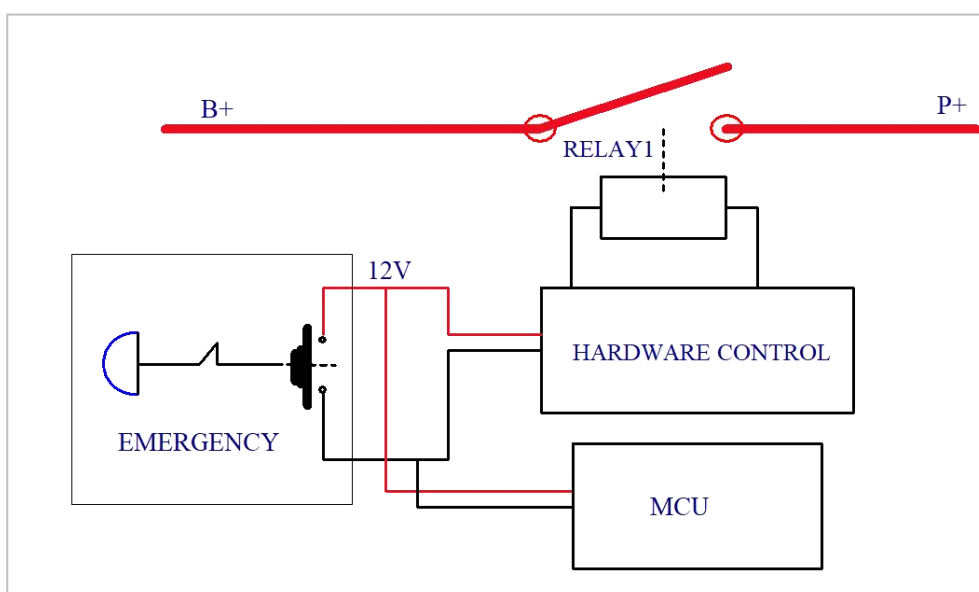 B+
P+
RELAY1
12V
HARDWARE CONTROL
EMERGENCY
MCU